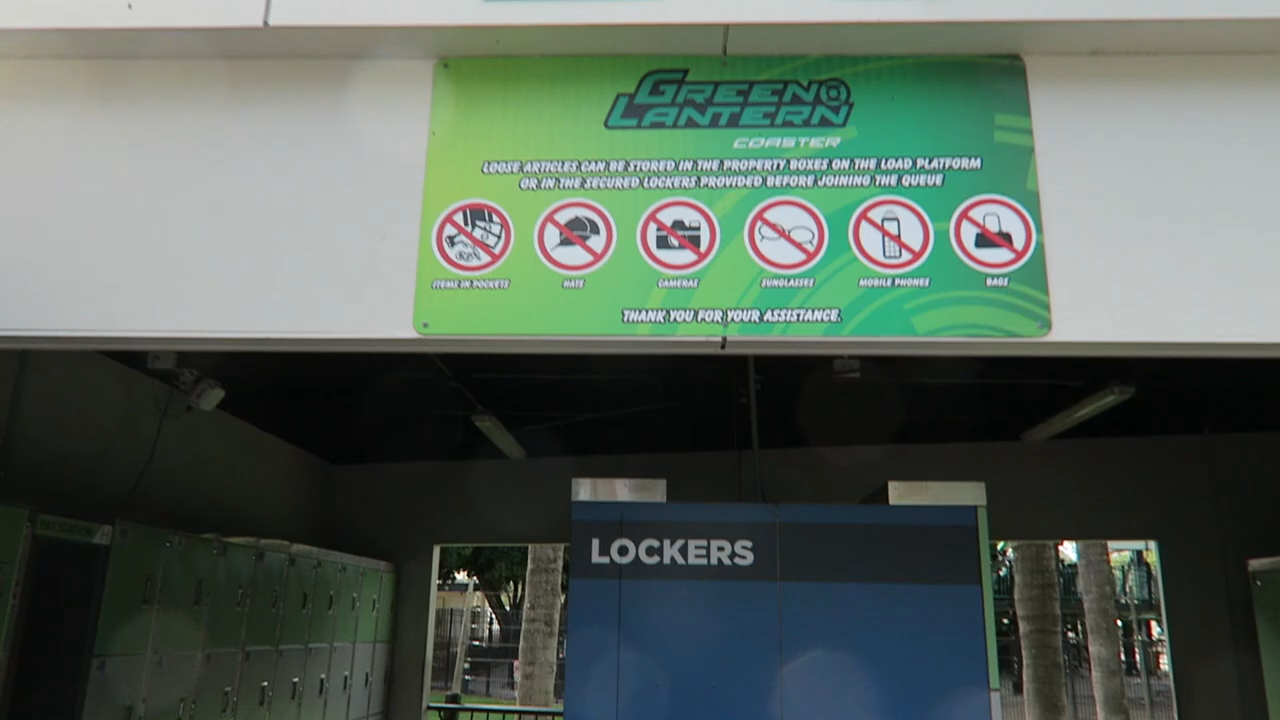 GREEN
LANTERN
COASTER
LOOSE ARTICLES CAN BE STORED IN THE PROPERTY BOXES ON THE LOAD PLATFORM
OR IN THE SECURED LOCKERS PROVIDED BEFORE JOINING THE QUEUE
ITEMS IN POCKETS HATS CAMERAS SUNGLASSES MOBILE PHONES BAGS
THANK YOU FOR YOUR ASSISTANCE.
PAY STATION
LOCKERS